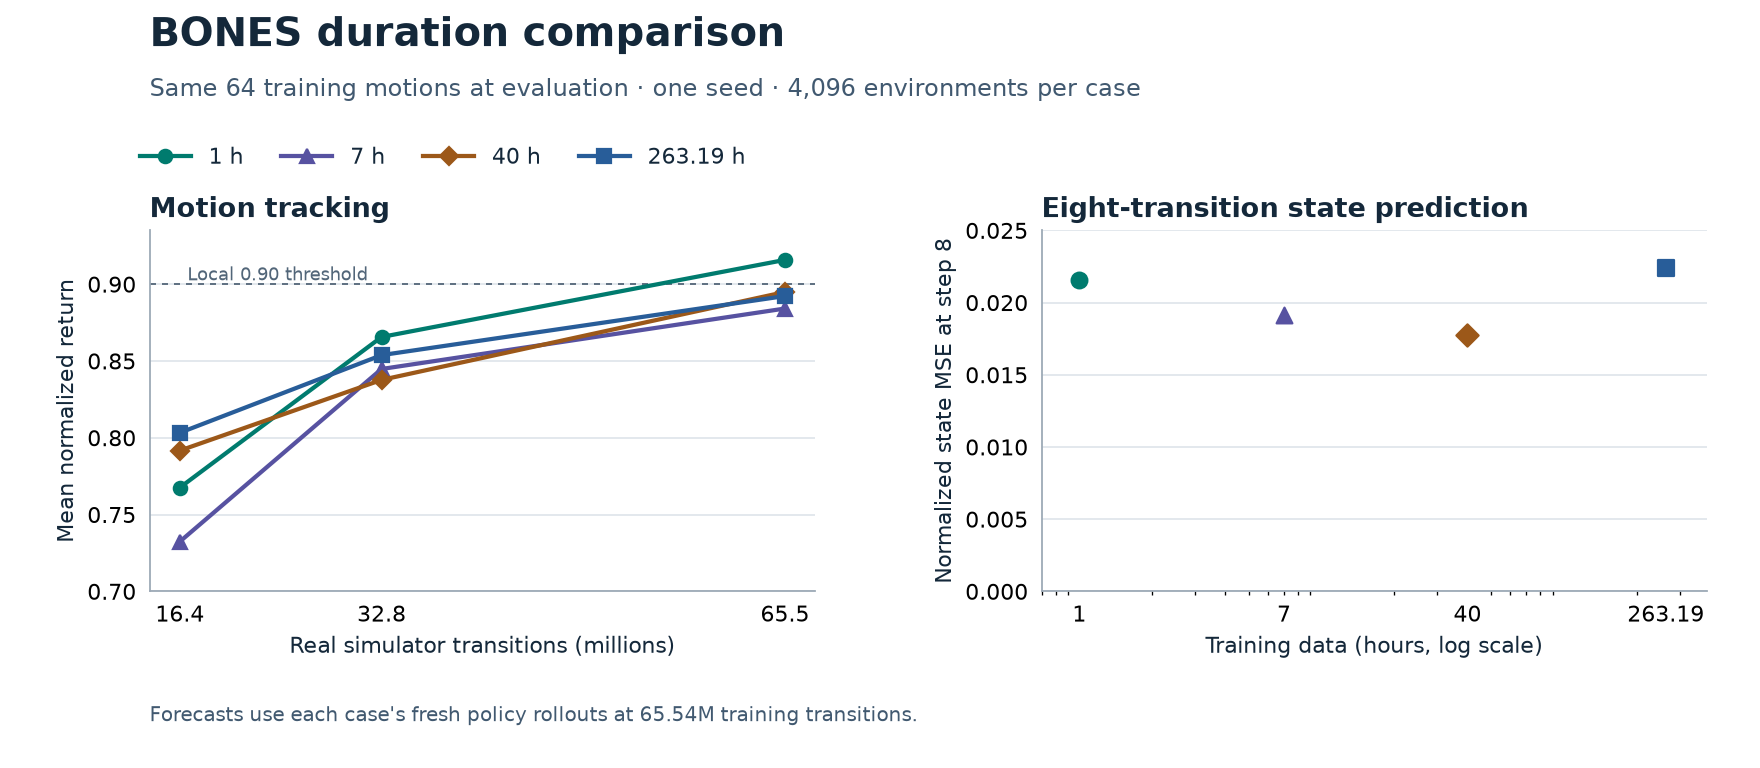 BONES duration comparison
Same 64 training motions at evaluation · one seed · 4,096 environments per case
1 h
7 h
40 h
263.19 h
Motion tracking
Local 0.90 threshold
Mean normalized return
0.90
0.85
0.80
0.75
0.70
16.4
32.8
65.5
Real simulator transitions (millions)
Eight-transition state prediction
Normalized state MSE at step 8
0.025
0.020
0.015
0.010
0.005
0.000
1
7
40
263.19
Training data (hours, log scale)
Forecasts use each case's fresh policy rollouts at 65.54M training transitions.